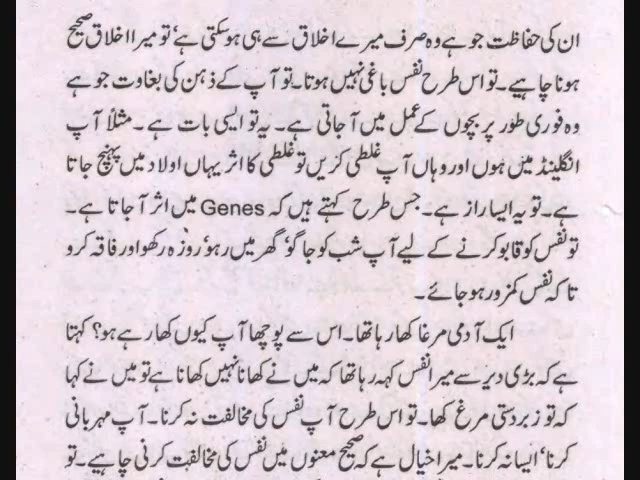 ان کی حفاظت جو ہے وہ صرف میرے اخلاق سے ہی ہو سکتی ہے' تو میرا اخلاق صحیح
ہونا چاہیے۔ تو اس طرح نفس باغی نہیں ہوتا۔ تو آپ کے ذہن کی بغاوت جو ہے
وہ فوری طور پر بچوں کے عمل میں آ جاتی ہے۔ یہ تو ایسی بات ہے۔ مثلاً آپ
انگلینڈ میں ہوں اور وہاں آپ غلطی کریں تو غلطی کا اثر یہاں اولاد میں پہنچ جاتا
ہے۔ تو یہ ایسا راز ہے۔ جس طرح کہتے ہیں کہ Genes میں اثر آ جاتا ہے۔
تو نفس کو قابو کرنے کے لیے آپ شب کو جاگو' گھر میں رہو' روزہ رکھو اور فاقہ کرو
تا کہ نفس کمزور ہو جائے۔
ایک آدمی مرغا کھا رہا تھا۔ اس سے پوچھا آپ کیوں کھا رہے ہو؟ کہتا
ہے کہ بڑی دیر سے میرا نفس کہہ رہا تھا کہ میں نے کھانا نہیں کھانا ہے تو میں نے کہا
کہ تو زبردستی مرغ کھا۔ تو اس طرح آپ نفس کی مخالفت نہ کرنا۔ آپ مہربانی
کرنا' ایسا نہ کرنا۔ میرا خیال ہے کہ صحیح معنوں میں نفس کی مخالفت کرنی چاہیے۔ تو